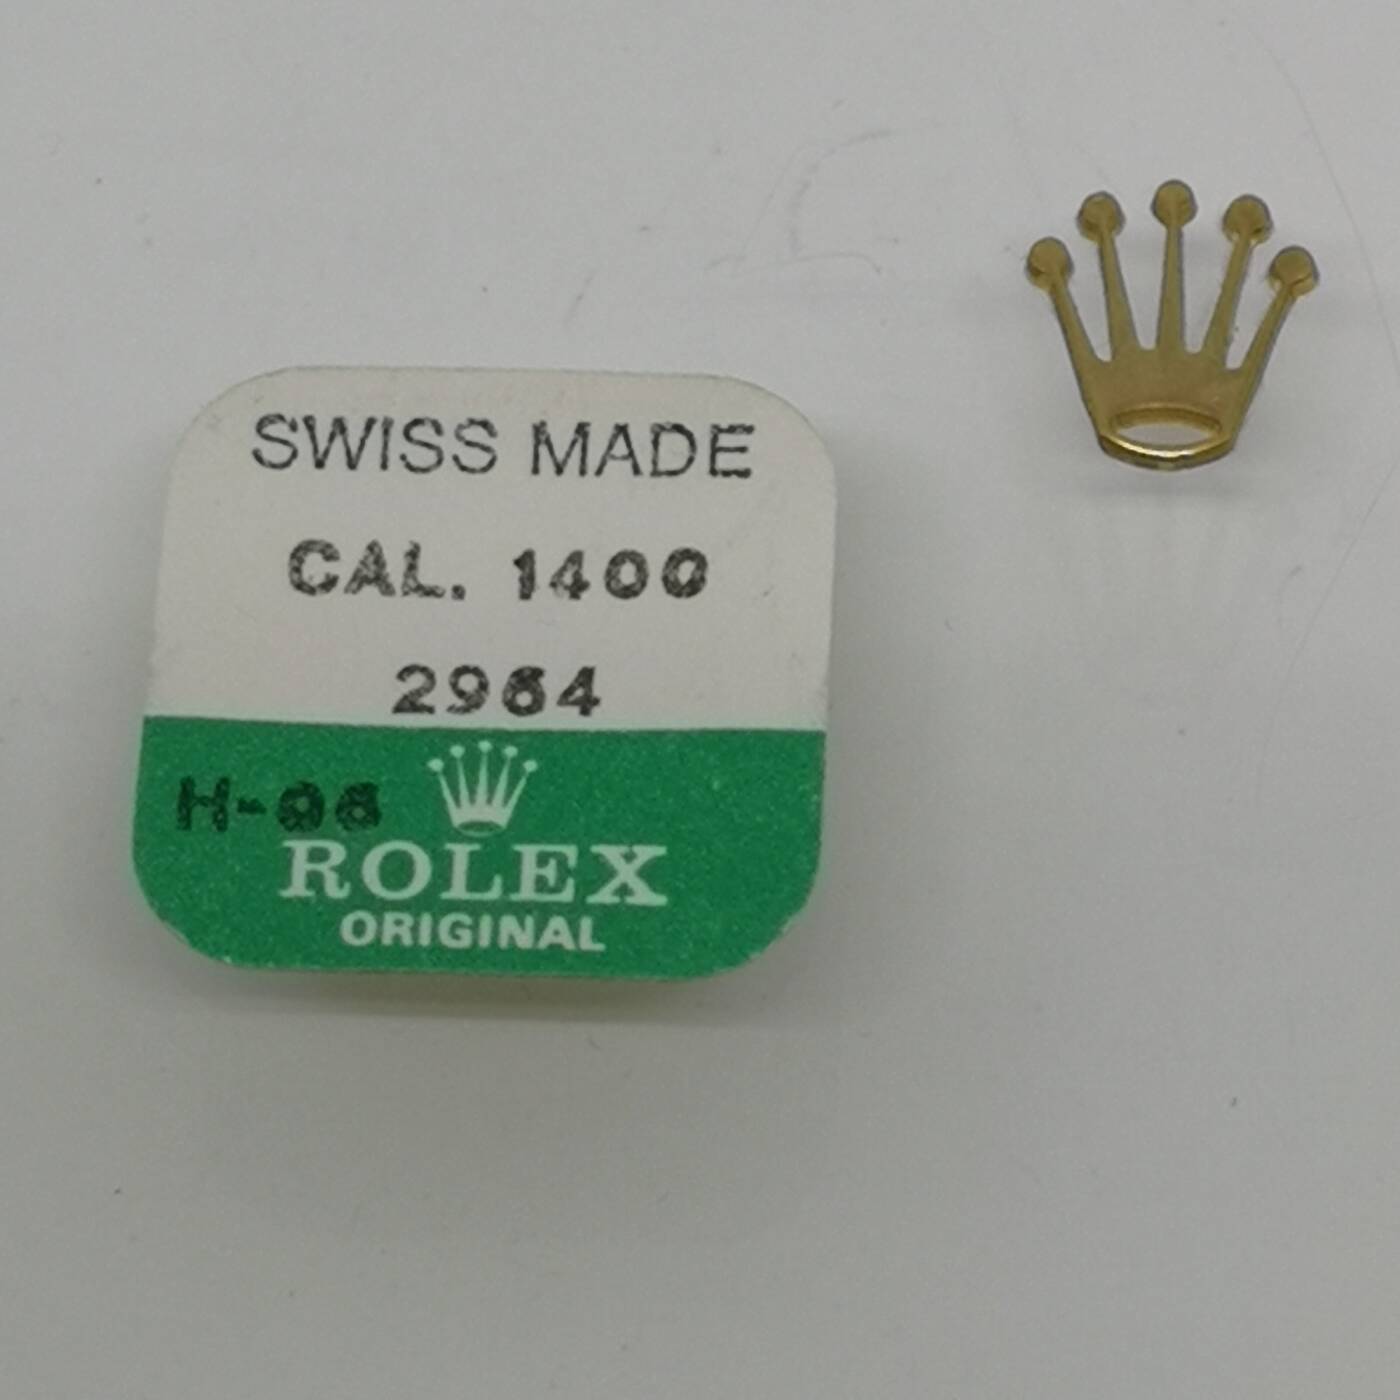 SWISS MADE
CAL. 1400
2964
ROLEX
ORIGINAL